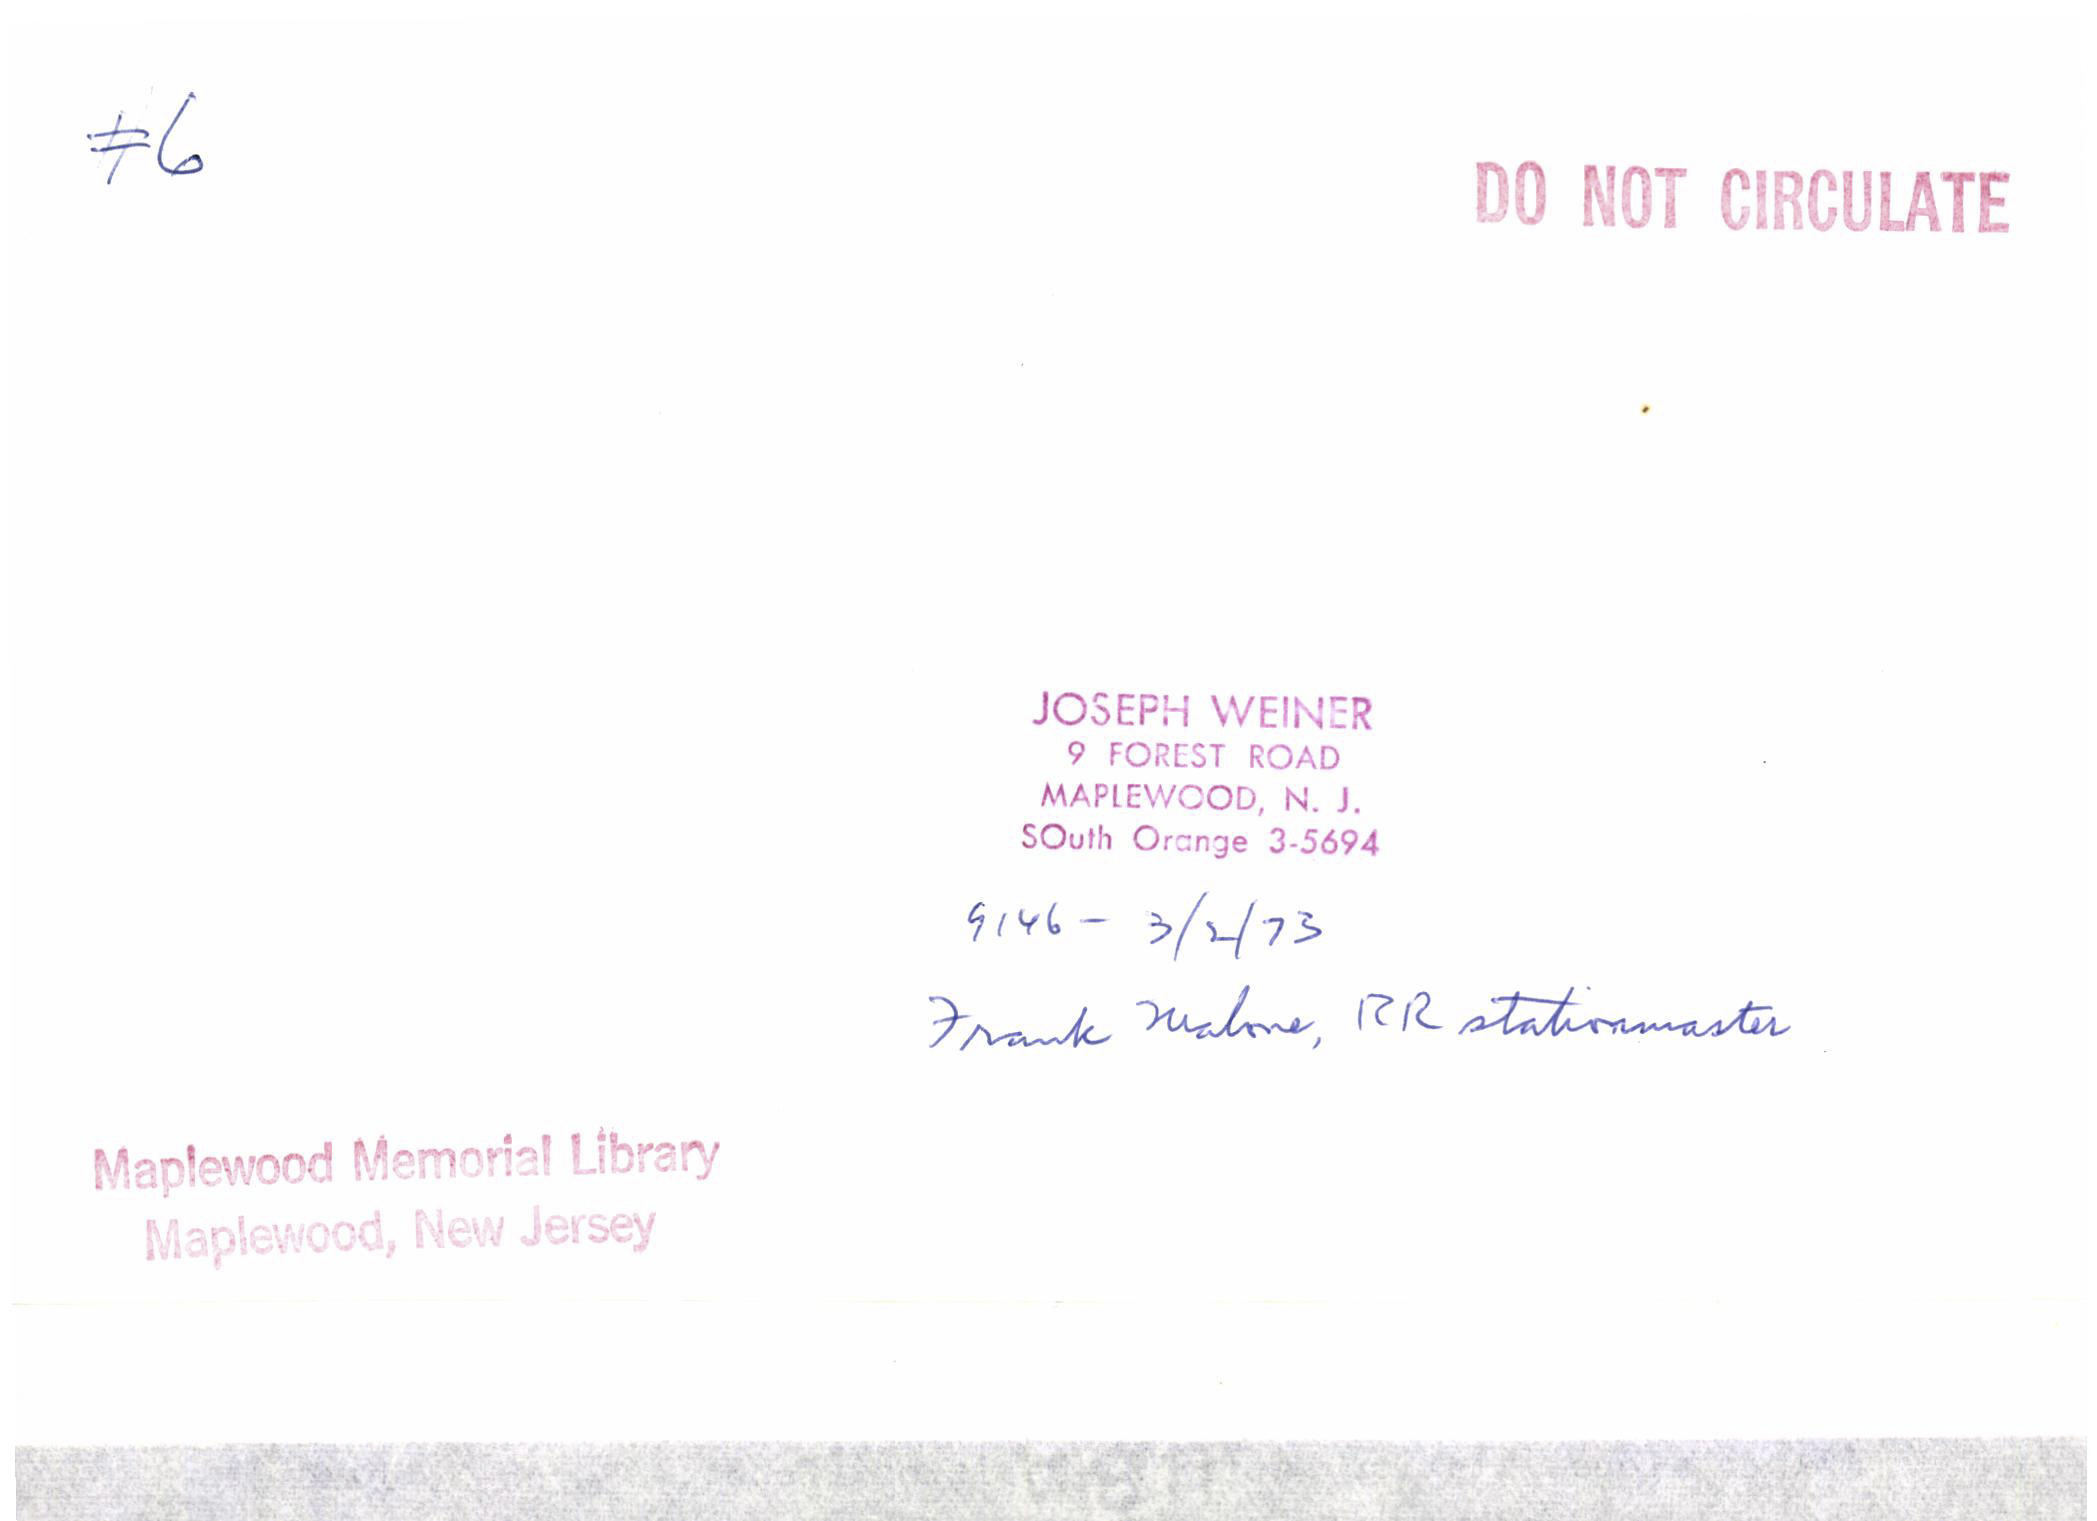 #6
DO NOT CIRCULATE
JOSEPH WEINER
9 FOREST ROAD
MAPLEWOOD, N. J.
SOuth Orange 3-5694
9146 - 3/2/73
Frank Malone, RR stationmaster
Maplewood Memorial Library
Maplewood, New Jersey